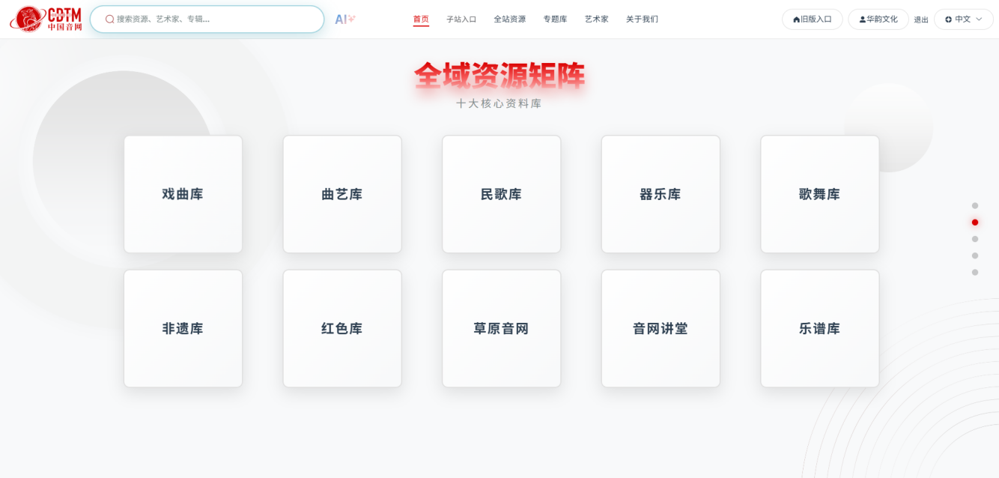 CDTM
中国音网
搜索资源、艺术家、专辑...
AI
首页
子站入口
全站资源
专题库
艺术家
关于我们
旧版入口
华韵文化
退出
中文
全域资源矩阵
十大核心资料库
戏曲库
曲艺库
民歌库
器乐库
歌舞库
非遗库
红色库
草原音网
音网讲堂
乐谱库